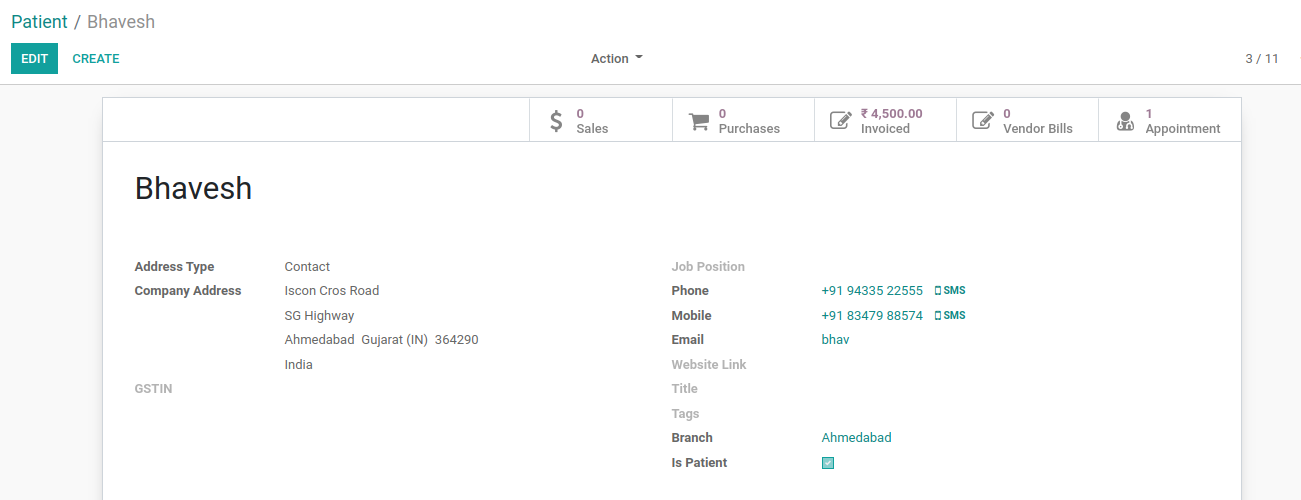 Patient / Bhavesh
EDIT CREATE Action 3 / 11
0 Sales
0 Purchases
₹ 4,500.00 Invoiced
0 Vendor Bills
1 Appointment
Bhavesh
Address Type Contact
Company Address Iscon Cros Road
SG Highway
Ahmedabad Gujarat (IN) 364290
India
GSTIN
Job Position
Phone +91 94335 22555 SMS
Mobile +91 83479 88574 SMS
Email bhav
Website Link
Title
Tags
Branch Ahmedabad
Is Patient